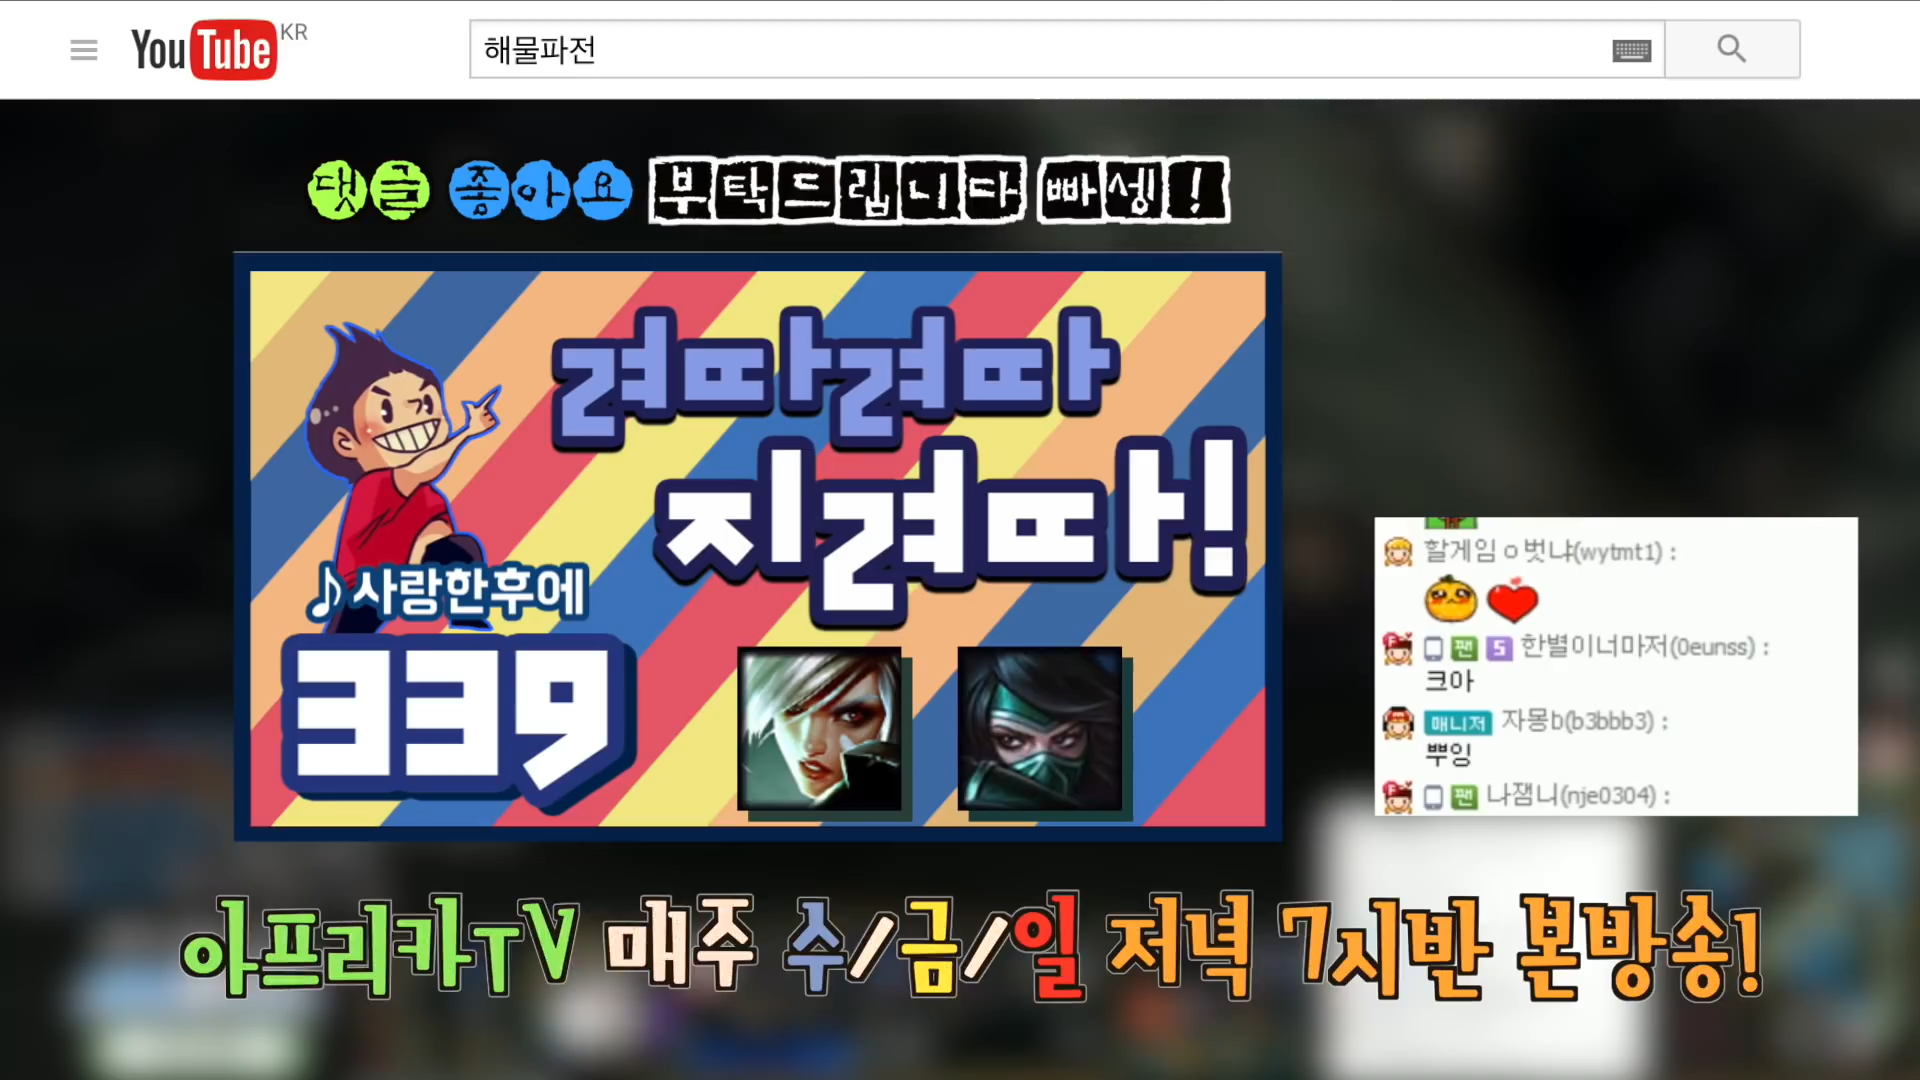 YouTube KR
해물파전
댓글 좋아요 부탁드립니다 빠셍!
겨따겨따
지렸따!
♪사랑한후에
339
할게임ㅇ벗냐(wytmt1) :
팬 S 한별이너마저(0eunss) :
크아
매니저 자몽b(b3bbb3) :
뿌잉
팬 나잼니(nje0304) :
아프리카TV 매주 수/금/일 저녁 7시반 본방송!